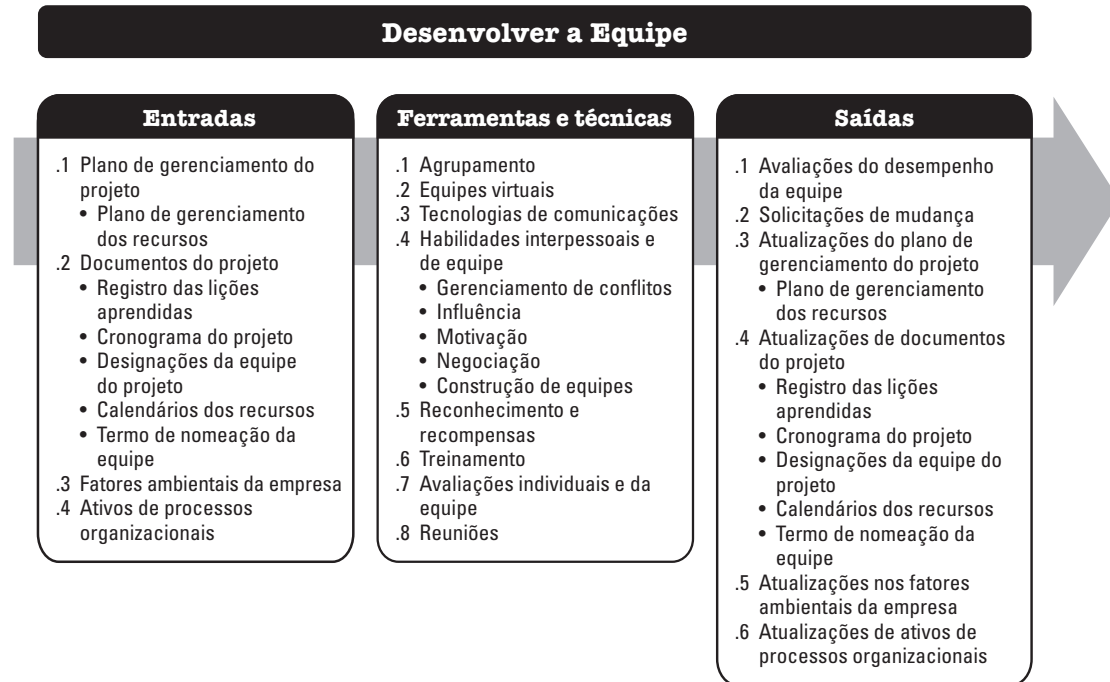 Desenvolver a Equipe
Entradas
.1 Plano de gerenciamento do
projeto
• Plano de gerenciamento
dos recursos
.2 Documentos do projeto
• Registro das lições
aprendidas
• Cronograma do projeto
• Designações da equipe
do projeto
• Calendários dos recursos
• Termo de nomeação da
equipe
.3 Fatores ambientais da empresa
.4 Ativos de processos
organizacionais
Ferramentas e técnicas
.1 Agrupamento
.2 Equipes virtuais
.3 Tecnologias de comunicações
.4 Habilidades interpessoais e
de equipe
• Gerenciamento de conflitos
• Influência
• Motivação
• Negociação
• Construção de equipes
.5 Reconhecimento e
recompensas
.6 Treinamento
.7 Avaliações individuais e da
equipe
.8 Reuniões
Saídas
.1 Avaliações do desempenho
da equipe
.2 Solicitações de mudança
.3 Atualizações do plano de
gerenciamento do projeto
• Plano de gerenciamento
dos recursos
.4 Atualizações de documentos
do projeto
• Registro das lições
aprendidas
• Cronograma do projeto
• Designações da equipe do
projeto
• Calendários dos recursos
• Termo de nomeação da
equipe
.5 Atualizações nos fatores
ambientais da empresa
.6 Atualizações de ativos de
processos organizacionais